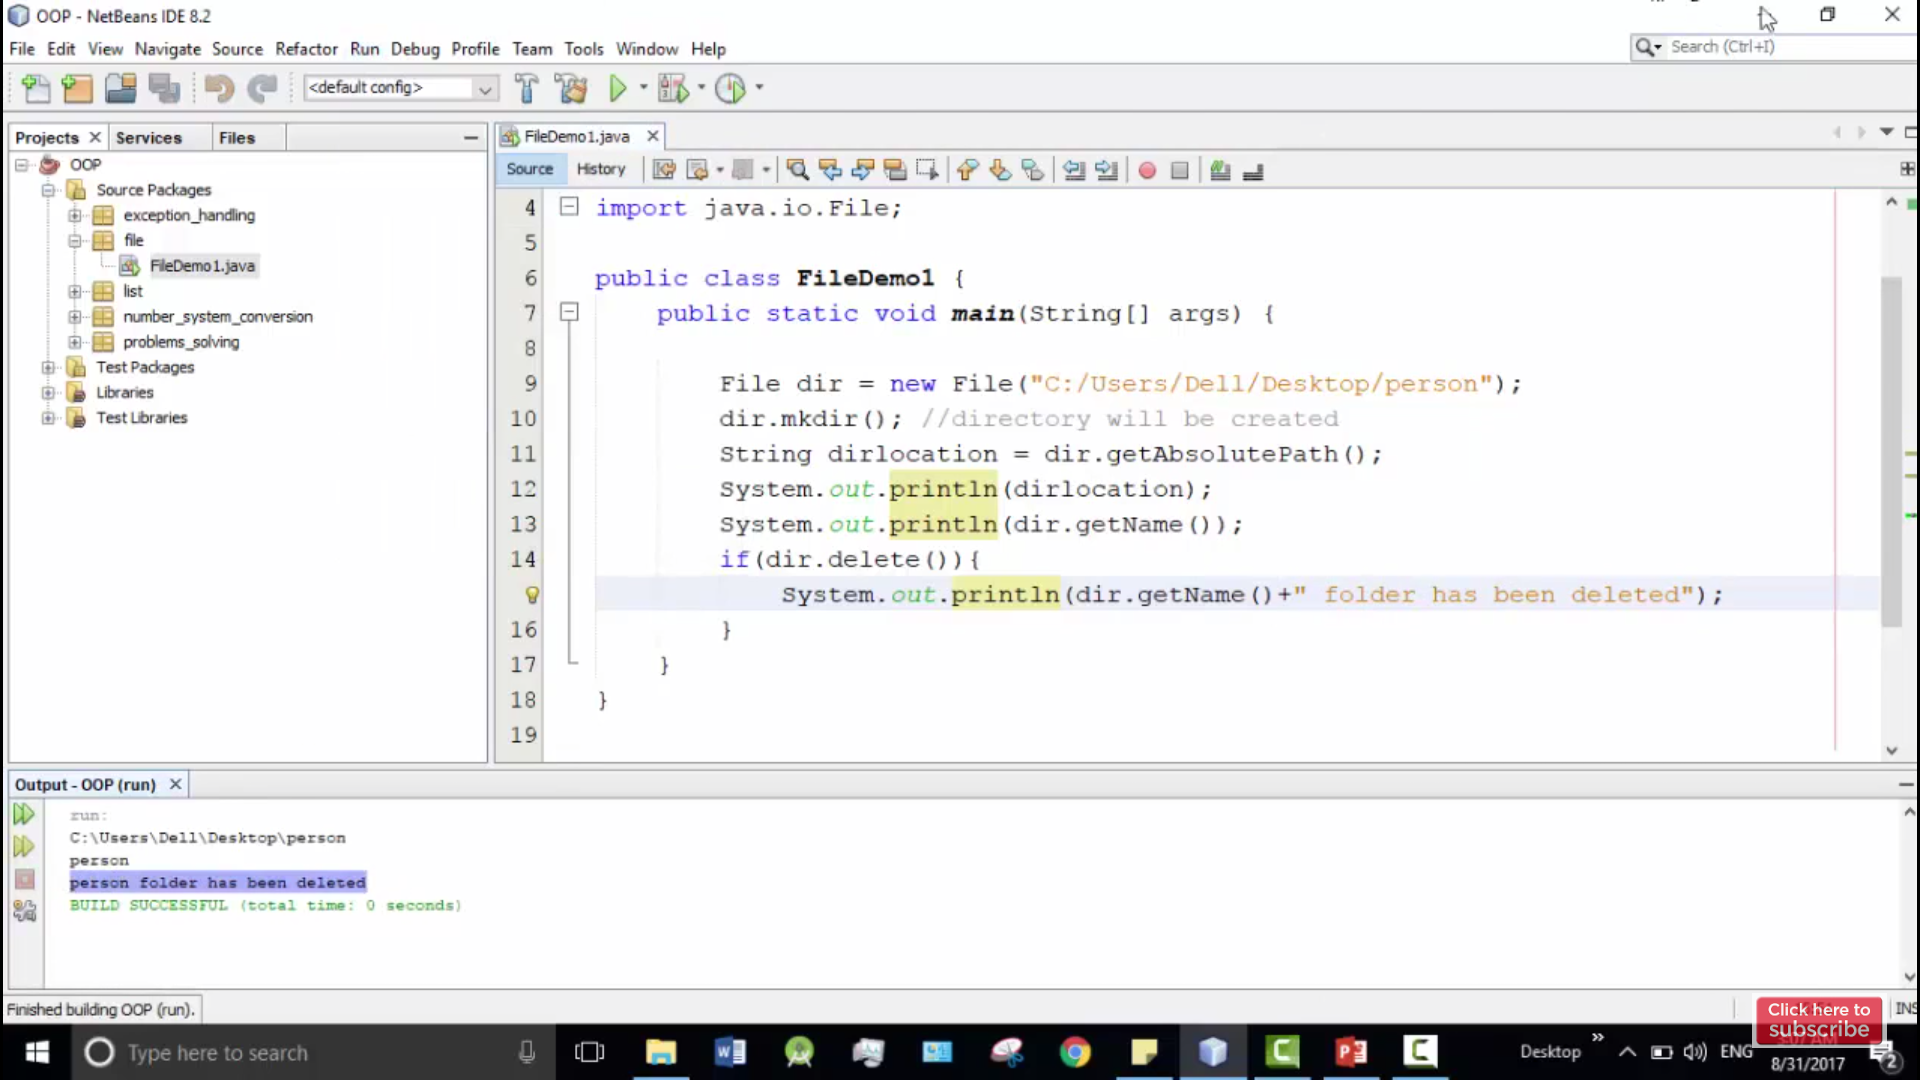 OOP - NetBeans IDE 8.2
File Edit View Navigate Source Refactor Run Debug Profile Team Tools Window Help
Search (Ctrl+I)
<default config>
Projects Services Files
OOP
Source Packages
exception_handling
file
FileDemo1.java
list
number_system_conversion
problems_solving
Test Packages
Libraries
Test Libraries
FileDemo1.java
Source History
4 import java.io.File;
5
6 public class FileDemo1 {
7 public static void main(String[] args) {
8
9 File dir = new File("C:/Users/Dell/Desktop/person");
10 dir.mkdir(); //directory will be created
11 String dirlocation = dir.getAbsolutePath();
12 System.out.println(dirlocation);
13 System.out.println(dir.getName());
14 if(dir.delete()){
System.out.println(dir.getName()+" folder has been deleted");
16 }
17 }
18 }
19
Output - OOP (run)
run:
C:\Users\Dell\Desktop\person
person
person folder has been deleted
BUILD SUCCESSFUL (total time: 0 seconds)
Finished building OOP (run).
INS
Click here to
subscribe
Type here to search
Desktop
ENG
8/31/2017
2